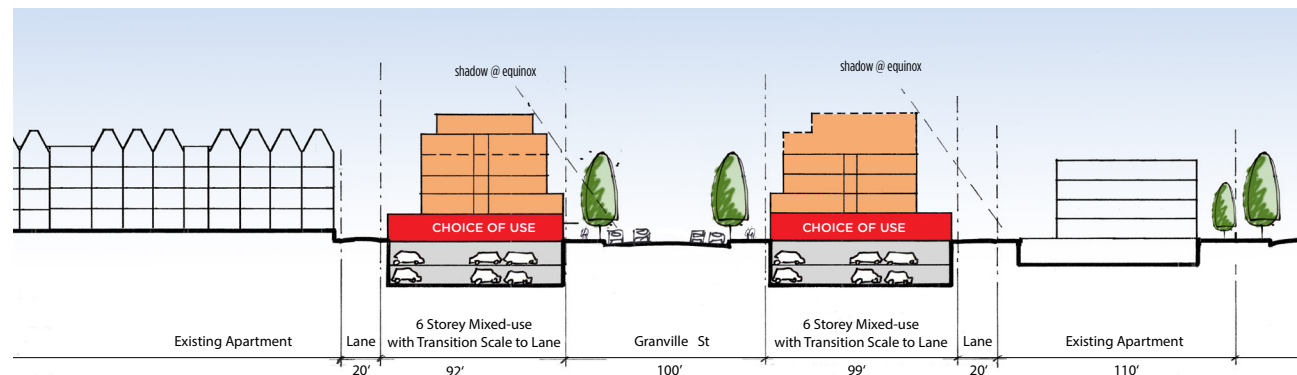 shadow @ equinox
shadow @ equinox
CHOICE OF USE
CHOICE OF USE
Existing Apartment
Lane
6 Storey Mixed-use
with Transition Scale to Lane
Granville St
6 Storey Mixed-use
with Transition Scale to Lane
Lane
Existing Apartment
20'
92'
100'
99'
20'
110'